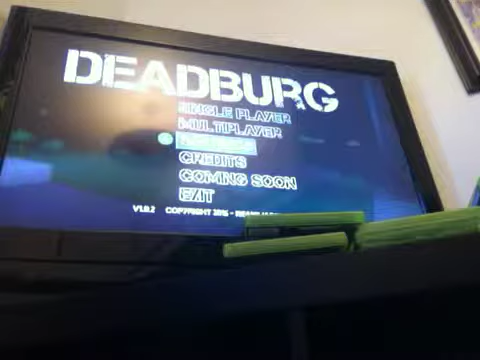 DEADBURG
SINGLE PLAYER
MULTIPLAYER
CREDITS
COMING SOON
EXIT
V1.0.2 COPYRIGHT 2015 -